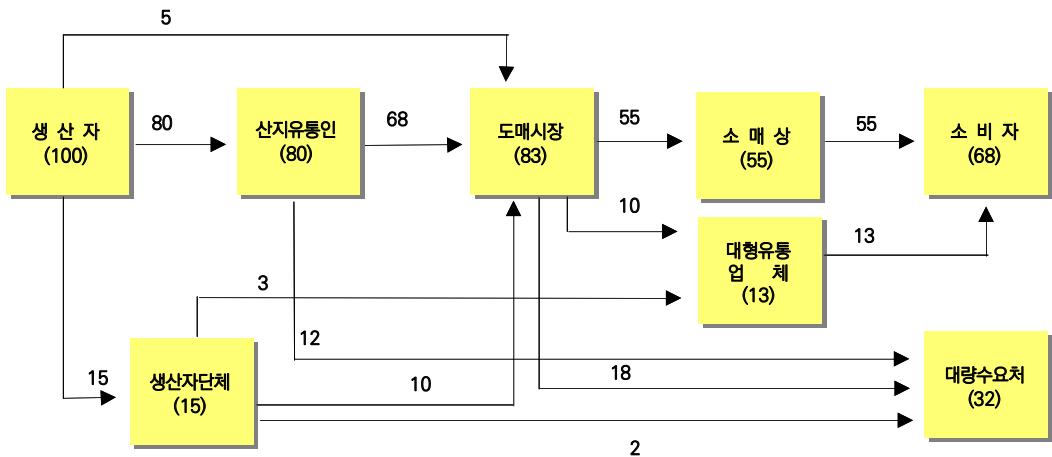 5
생 산 자
(100)
80
산지유통인
(80)
68
도매시장
(83)
55
소 매 상
(55)
55
소 비 자
(68)
10
대형유통
업 체
(13)
13
3
12
15
생산자단체
(15)
10
18
대량수요처
(32)
2